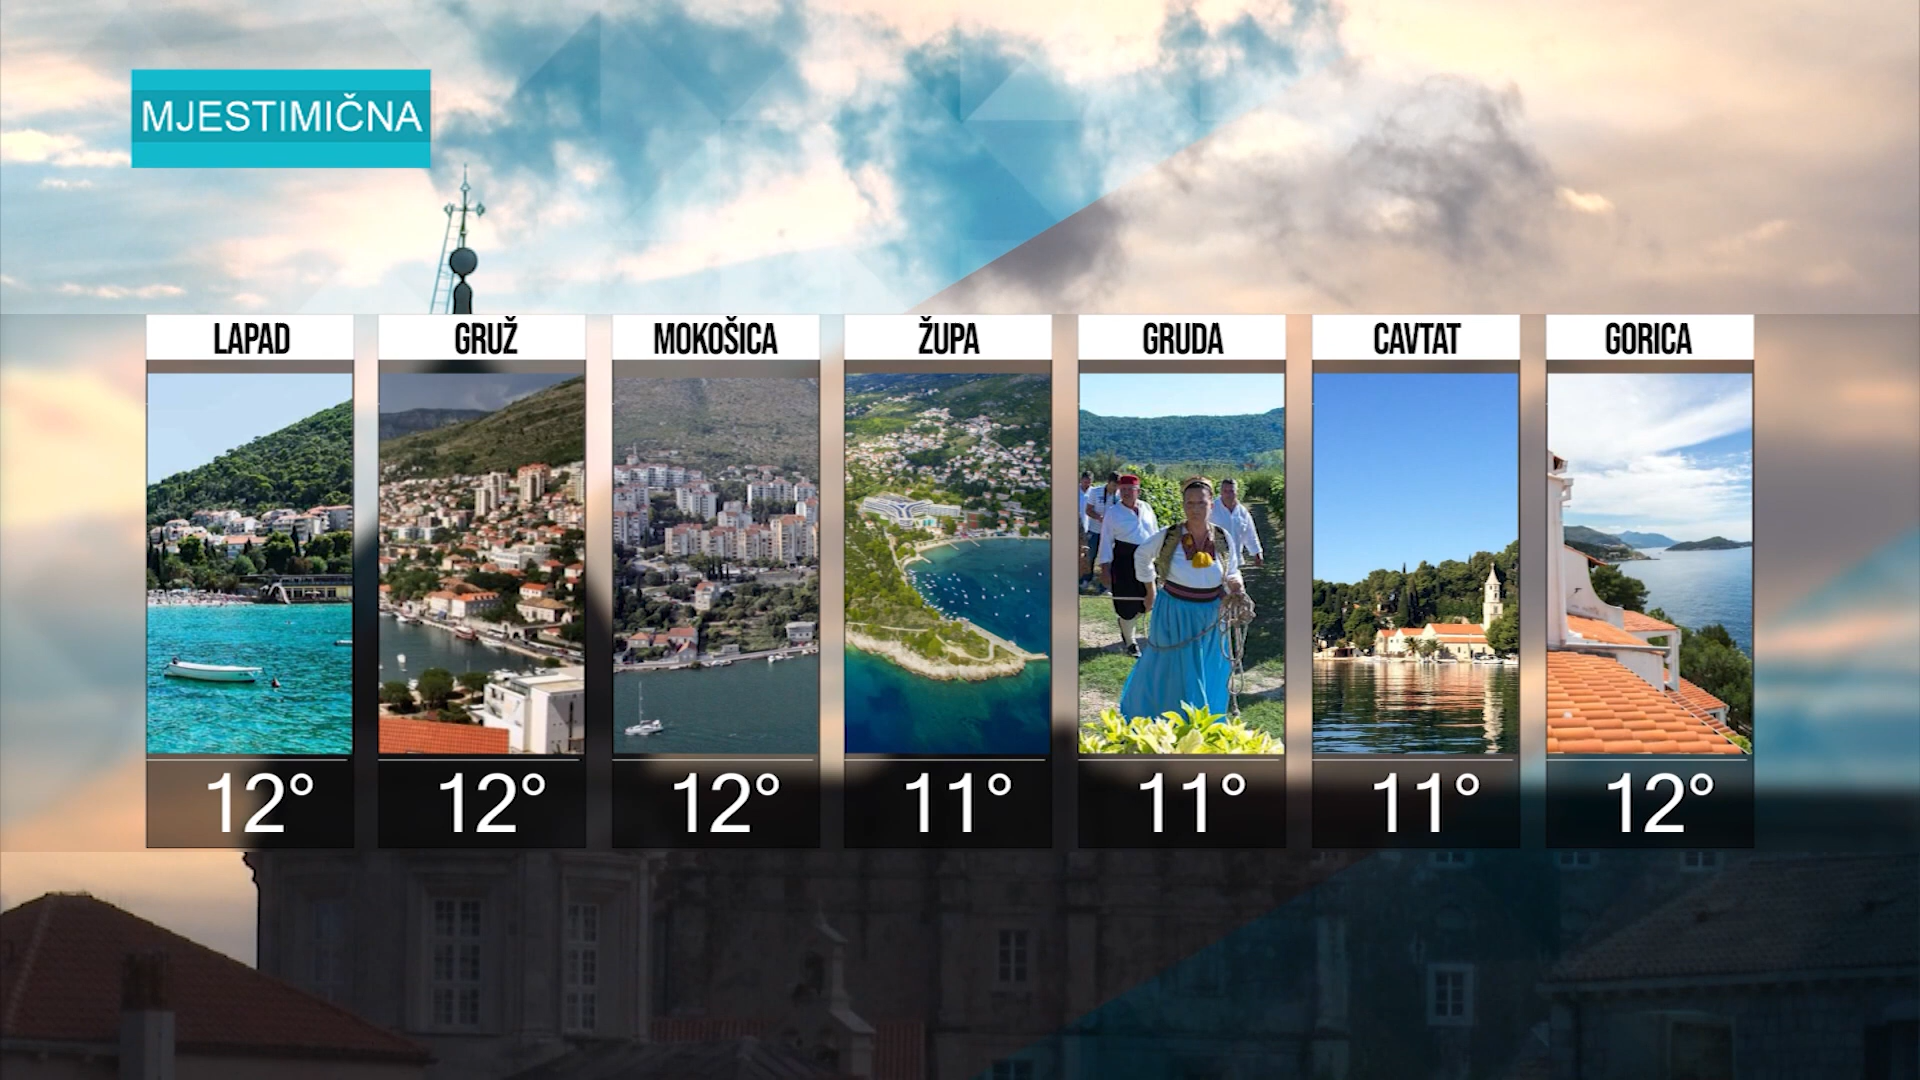 MJESTIMIČNA
LAPAD
GRUŽ
MOKOŠICA
ŽUPA
GRUDA
CAVTAT
GORICA
12°
12°
12°
11°
11°
11°
12°